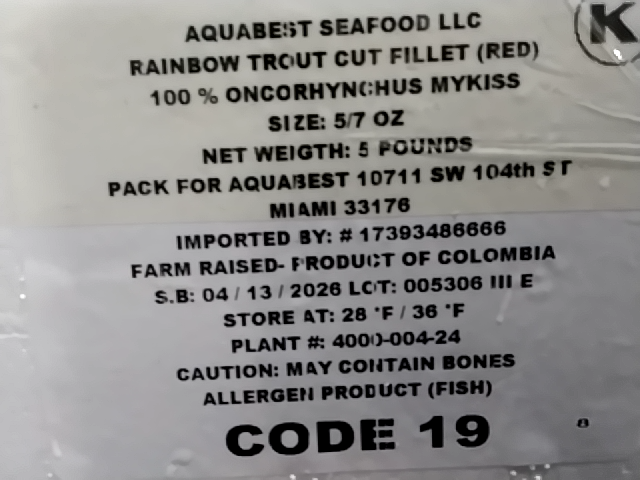 K
AQUABEST SEAFOOD LLC
RAINBOW TROUT CUT FILLET (RED)
100 % ONCORHYNCHUS MYKISS
SIZE: 5/7 OZ
NET WEIGTH: 5 POUNDS
PACK FOR AQUABEST 10711 SW 104th ST
MIAMI 33176
IMPORTED BY: # 17393486666
FARM RAISED- PRODUCT OF COLOMBIA
S.B: 04 / 13 / 2026 LOT: 005306 III E
STORE AT: 28 °F / 36 °F
PLANT #: 4000-004-24
CAUTION: MAY CONTAIN BONES
ALLERGEN PRODUCT (FISH)
CODE 19
8